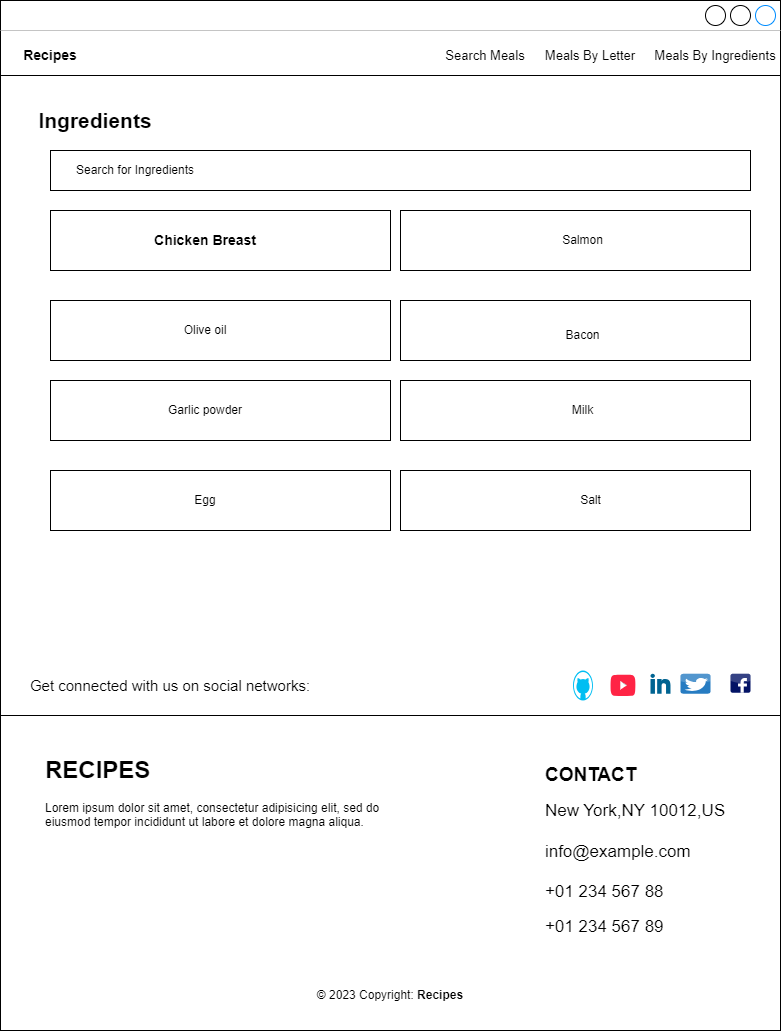 Recipes
Search Meals
Meals By Letter
Meals By Ingredients
Ingredients
Search for Ingredients
Chicken Breast
Salmon
Olive oil
Bacon
Garlic powder
Milk
Egg
Salt
Get connected with us on social networks:
in
f
RECIPES
Lorem ipsum dolor sit amet, consectetur adipisicing elit, sed do
eiusmod tempor incididunt ut labore et dolore magna aliqua.
CONTACT
New York,NY 10012,US
info@example.com
+01 234 567 88
+01 234 567 89
© 2023 Copyright: Recipes